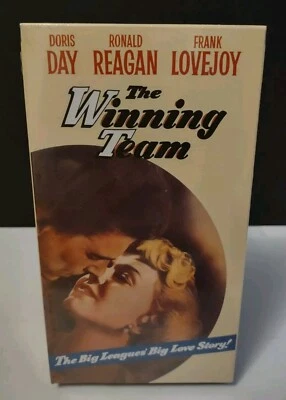 DORIS RONALD FRANK
DAY REAGAN LOVEJOY
The
Winning
Team
The Big Leagues' Big Love Story!